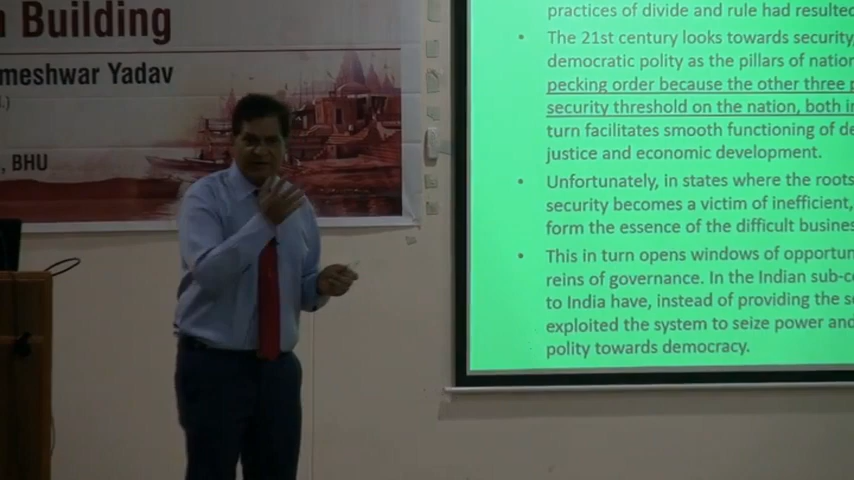 Building
meshwar Yadav
, BHU
practices of divide and rule had resulted
• The 21st century looks towards security,
democratic polity as the pillars of nation
pecking order because the other three p
security threshold on the nation, both in
turn facilitates smooth functioning of de
justice and economic development.
• Unfortunately, in states where the roots
security becomes a victim of inefficient,
form the essence of the difficult business
• This in turn opens windows of opportun
reins of governance. In the Indian sub-co
to India have, instead of providing the s
exploited the system to seize power and
polity towards democracy.